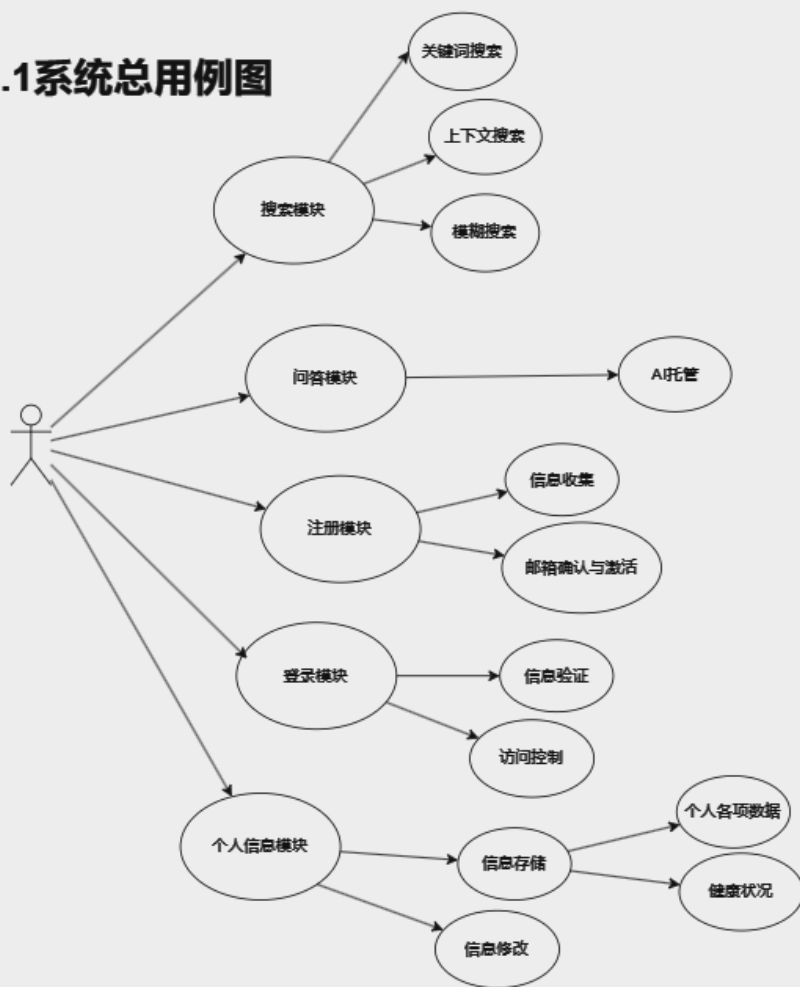 .1系统总用例图
关键词搜索
上下文搜索
搜索模块
模糊搜索
问答模块
AI托管
信息收集
注册模块
邮箱确认与激活
登录模块
信息验证
访问控制
个人各项数据
个人信息模块
信息存储
健康状况
信息修改